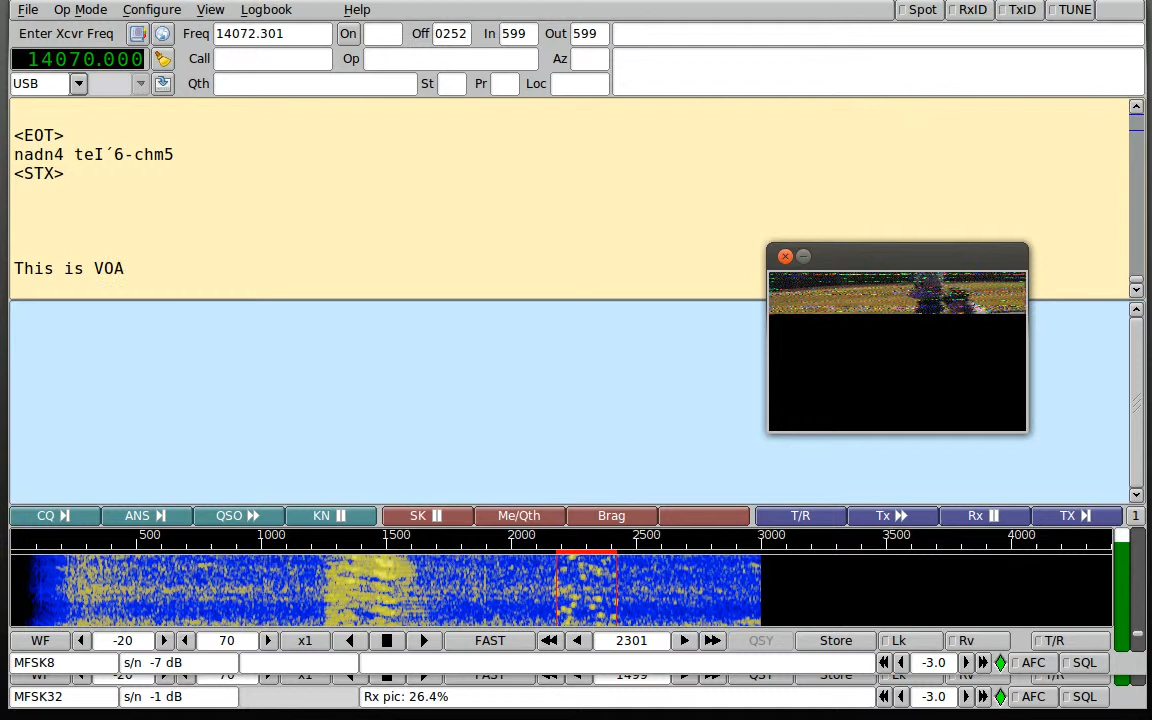 File Op Mode Configure View Logbook Help Spot RxID TxID TUNE
Enter Xcvr Freq Freq 14072.301 On Off 0252 In 599 Out 599
14070.000 Call Op Az
USB Qth St Pr Loc
<EOT>
nadn4 teI´6-chm5
<STX>
This is VOA
CQ ANS QSO KN SK Me/Qth Brag T/R Tx Rx TX 1
500 1000 1500 2000 2500 3000 3500 4000
WF -20 70 x1 FAST 2301 QSY Store Lk Rv T/R
MFSK8 s/n -7 dB -3.0 AFC SQL
MFSK32 s/n -1 dB Rx pic: 26.4% -3.0 AFC SQL